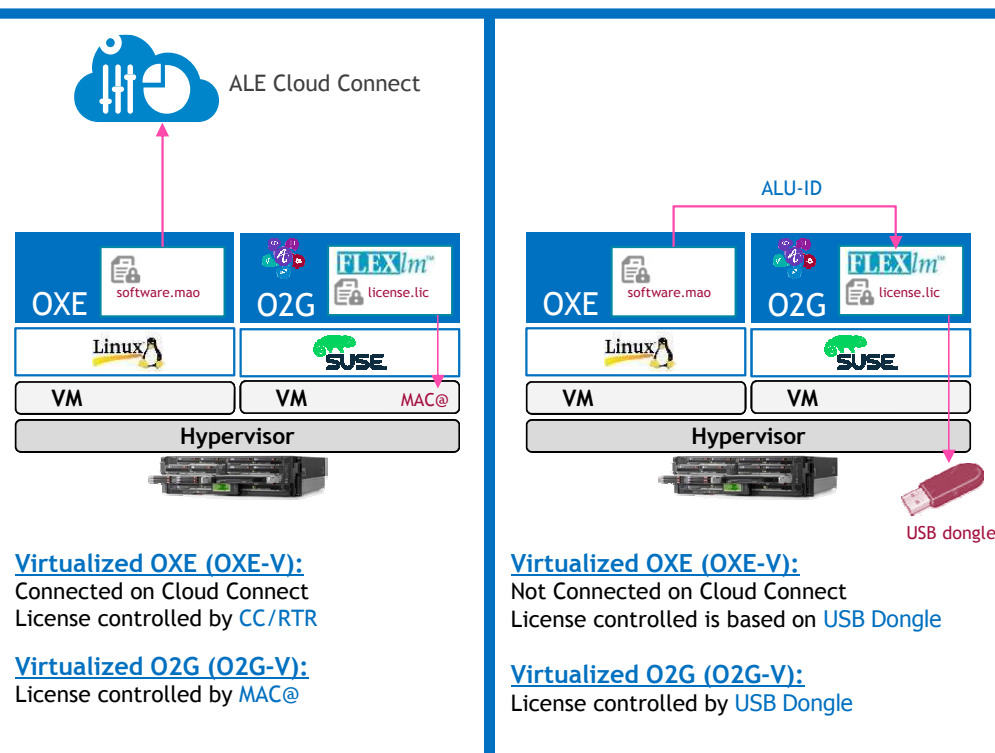 ALE Cloud Connect
OXE
software.mao
O2G
FLEXlm™
license.lic
Linux
SUSE
VM
VM
MAC@
Hypervisor
Virtualized OXE (OXE-V):
Connected on Cloud Connect
License controlled by CC/RTR
Virtualized O2G (O2G-V):
License controlled by MAC@
ALU-ID
OXE
software.mao
O2G
FLEXlm™
license.lic
Linux
SUSE
VM
VM
Hypervisor
USB dongle
Virtualized OXE (OXE-V):
Not Connected on Cloud Connect
License controlled is based on USB Dongle
Virtualized O2G (O2G-V):
License controlled by USB Dongle